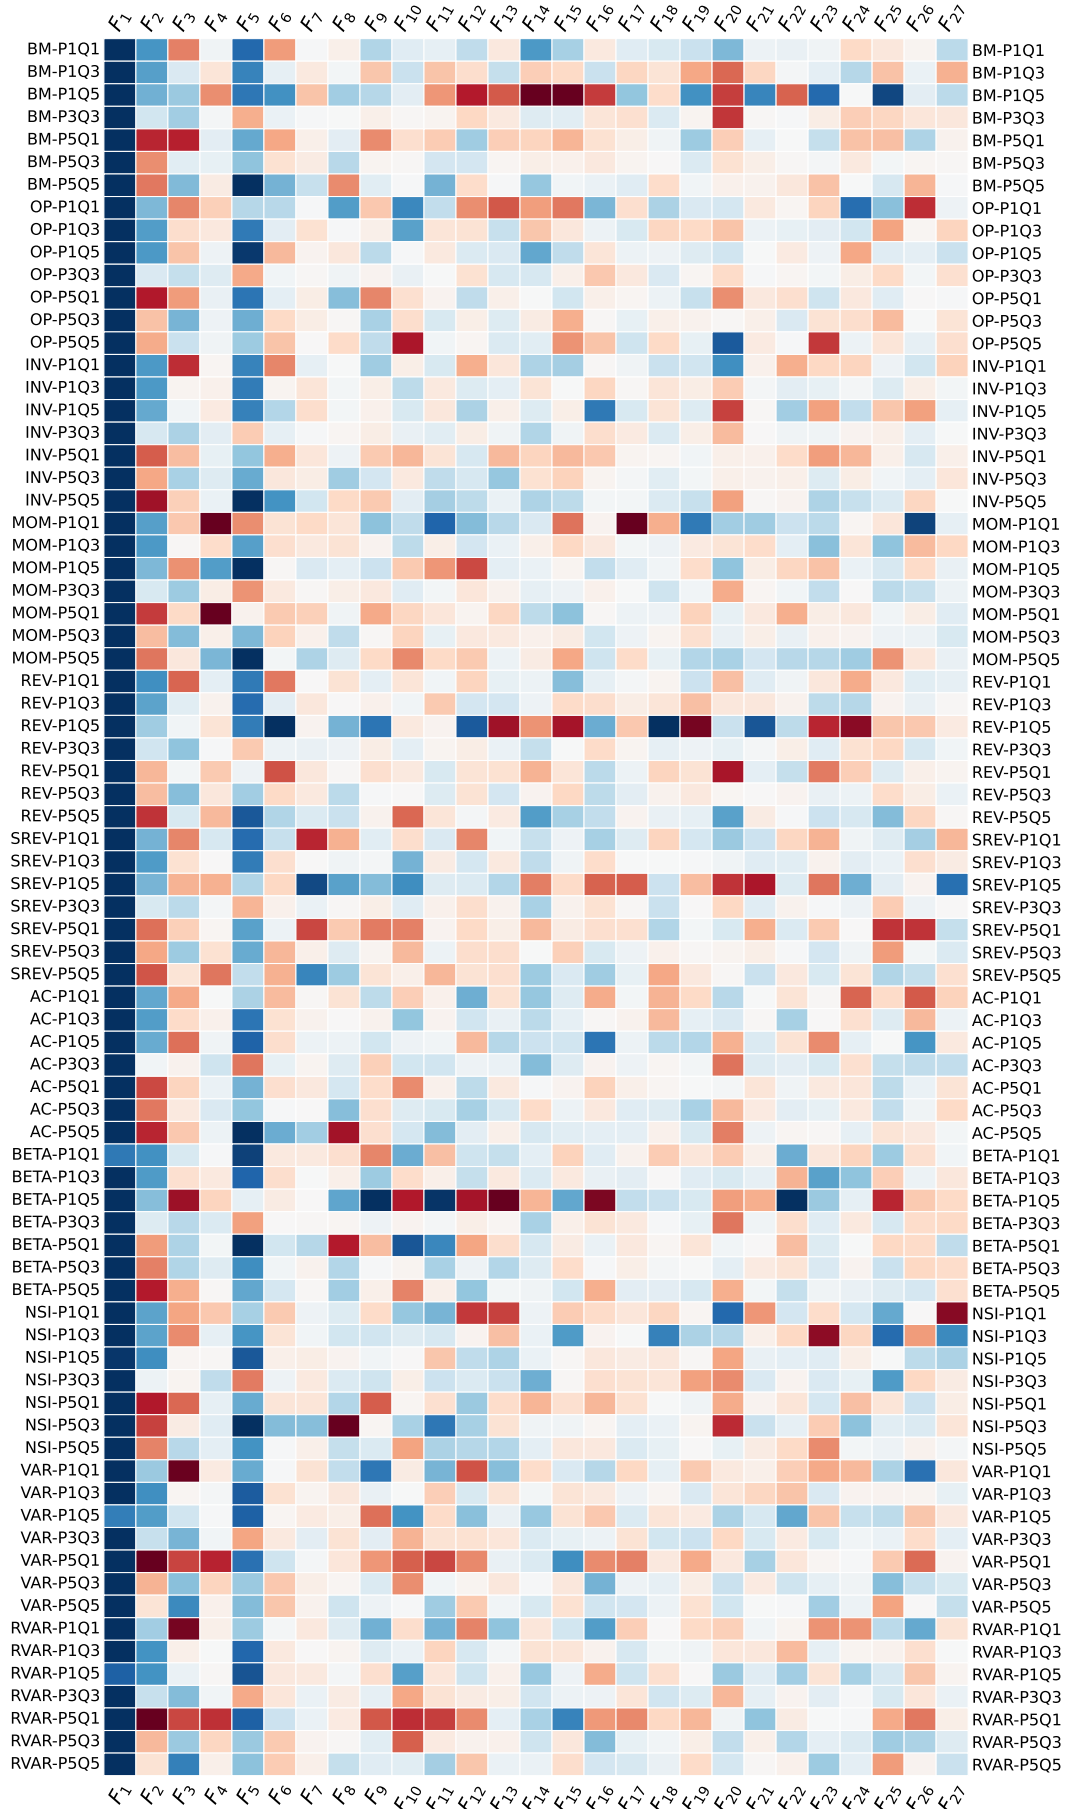 F1 F2 F3 F4 F5 F6 F7 F8 F9 F10 F11 F12 F13 F14 F15 F16 F17 F18 F19 F20 F21 F22 F23 F24 F25 F26 F27
BM-P1Q1 BM-P1Q1
BM-P1Q3 BM-P1Q3
BM-P1Q5 BM-P1Q5
BM-P3Q3 BM-P3Q3
BM-P5Q1 BM-P5Q1
BM-P5Q3 BM-P5Q3
BM-P5Q5 BM-P5Q5
OP-P1Q1 OP-P1Q1
OP-P1Q3 OP-P1Q3
OP-P1Q5 OP-P1Q5
OP-P3Q3 OP-P3Q3
OP-P5Q1 OP-P5Q1
OP-P5Q3 OP-P5Q3
OP-P5Q5 OP-P5Q5
INV-P1Q1 INV-P1Q1
INV-P1Q3 INV-P1Q3
INV-P1Q5 INV-P1Q5
INV-P3Q3 INV-P3Q3
INV-P5Q1 INV-P5Q1
INV-P5Q3 INV-P5Q3
INV-P5Q5 INV-P5Q5
MOM-P1Q1 MOM-P1Q1
MOM-P1Q3 MOM-P1Q3
MOM-P1Q5 MOM-P1Q5
MOM-P3Q3 MOM-P3Q3
MOM-P5Q1 MOM-P5Q1
MOM-P5Q3 MOM-P5Q3
MOM-P5Q5 MOM-P5Q5
REV-P1Q1 REV-P1Q1
REV-P1Q3 REV-P1Q3
REV-P1Q5 REV-P1Q5
REV-P3Q3 REV-P3Q3
REV-P5Q1 REV-P5Q1
REV-P5Q3 REV-P5Q3
REV-P5Q5 REV-P5Q5
SREV-P1Q1 SREV-P1Q1
SREV-P1Q3 SREV-P1Q3
SREV-P1Q5 SREV-P1Q5
SREV-P3Q3 SREV-P3Q3
SREV-P5Q1 SREV-P5Q1
SREV-P5Q3 SREV-P5Q3
SREV-P5Q5 SREV-P5Q5
AC-P1Q1 AC-P1Q1
AC-P1Q3 AC-P1Q3
AC-P1Q5 AC-P1Q5
AC-P3Q3 AC-P3Q3
AC-P5Q1 AC-P5Q1
AC-P5Q3 AC-P5Q3
AC-P5Q5 AC-P5Q5
BETA-P1Q1 BETA-P1Q1
BETA-P1Q3 BETA-P1Q3
BETA-P1Q5 BETA-P1Q5
BETA-P3Q3 BETA-P3Q3
BETA-P5Q1 BETA-P5Q1
BETA-P5Q3 BETA-P5Q3
BETA-P5Q5 BETA-P5Q5
NSI-P1Q1 NSI-P1Q1
NSI-P1Q3 NSI-P1Q3
NSI-P1Q5 NSI-P1Q5
NSI-P3Q3 NSI-P3Q3
NSI-P5Q1 NSI-P5Q1
NSI-P5Q3 NSI-P5Q3
NSI-P5Q5 NSI-P5Q5
VAR-P1Q1 VAR-P1Q1
VAR-P1Q3 VAR-P1Q3
VAR-P1Q5 VAR-P1Q5
VAR-P3Q3 VAR-P3Q3
VAR-P5Q1 VAR-P5Q1
VAR-P5Q3 VAR-P5Q3
VAR-P5Q5 VAR-P5Q5
RVAR-P1Q1 RVAR-P1Q1
RVAR-P1Q3 RVAR-P1Q3
RVAR-P1Q5 RVAR-P1Q5
RVAR-P3Q3 RVAR-P3Q3
RVAR-P5Q1 RVAR-P5Q1
RVAR-P5Q3 RVAR-P5Q3
RVAR-P5Q5 RVAR-P5Q5
F1 F2 F3 F4 F5 F6 F7 F8 F9 F10 F11 F12 F13 F14 F15 F16 F17 F18 F19 F20 F21 F22 F23 F24 F25 F26 F27